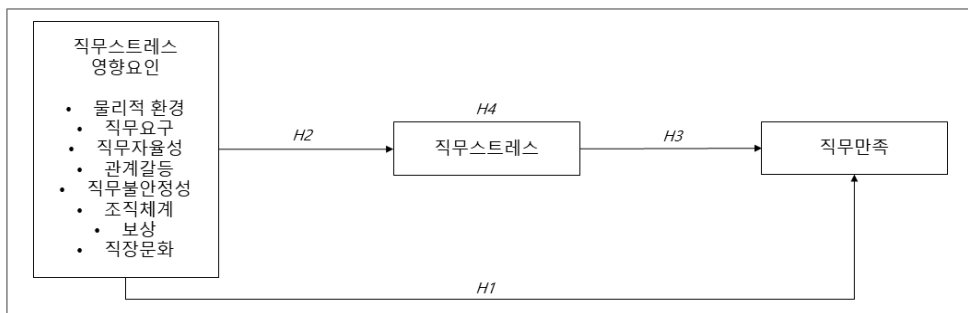 직무스트레스
영향요인
• 물리적 환경
• 직무요구
• 직무자율성
• 관계갈등
• 직무불안정성
• 조직체계
• 보상
• 직장문화
H2
H4
직무스트레스
H3
직무만족
H1